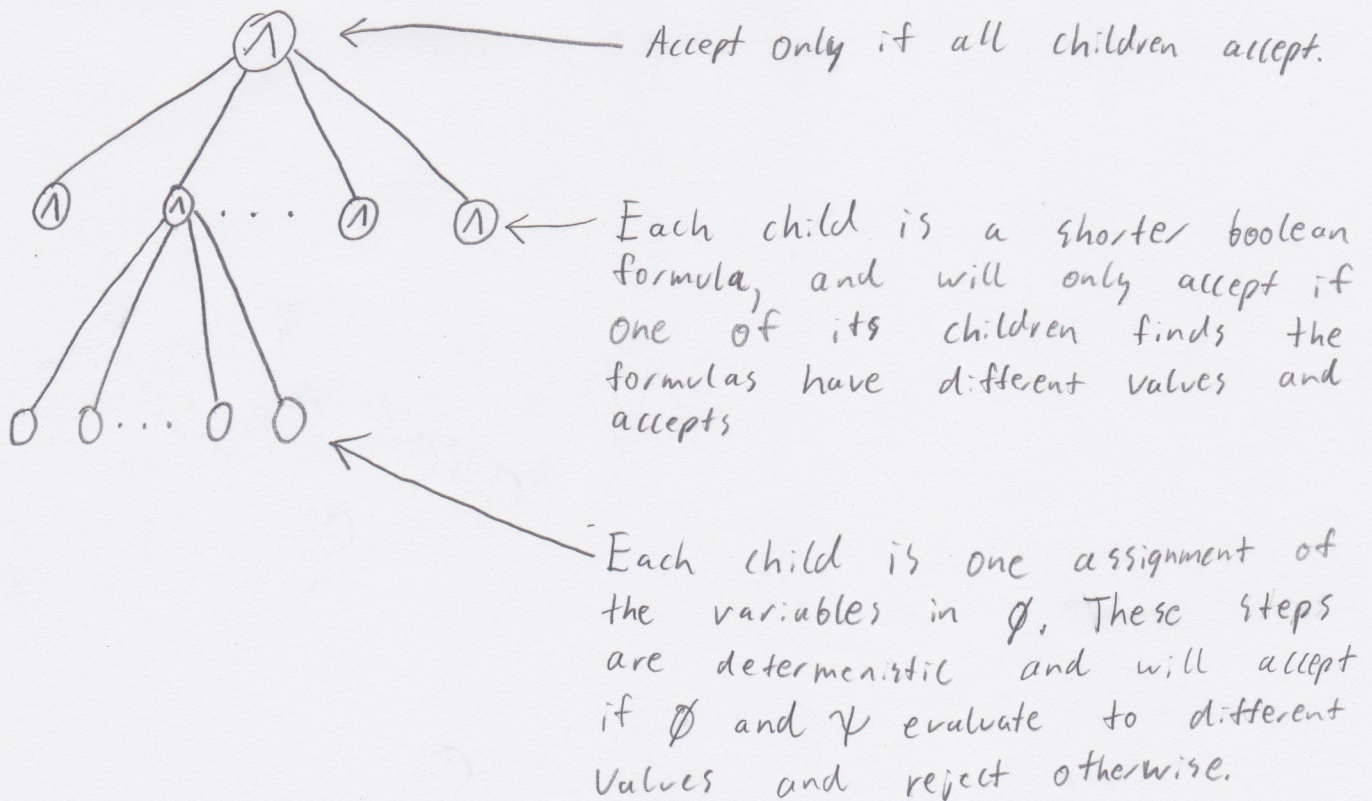 ∧
Accept only if all children accept.
∧ ∧ .... ∧ ∧
Each child is a shorter boolean
formula, and will only accept if
one of its children finds the
formulas have different values and
accepts
...
Each child is one assignment of
the variables in ø. These steps
are determenistic and will accept
if ø and ψ evaluate to different
values and reject otherwise.